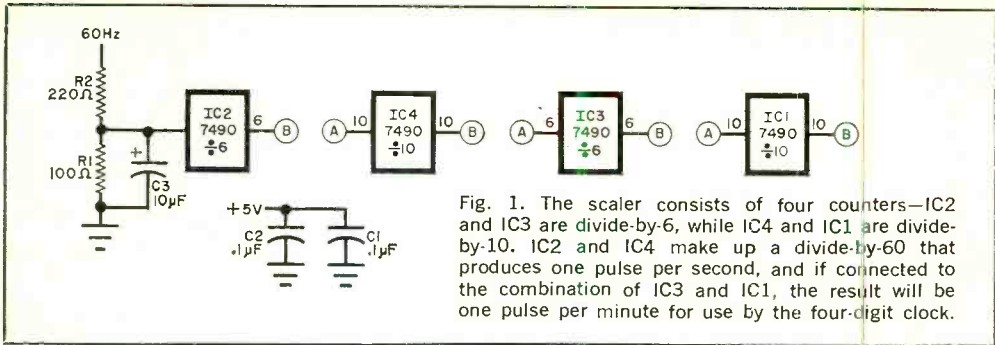 60Hz
R2
220Ω
R1
100Ω
+
C3
10µF
IC2
7490
÷6
6
B
A
10
IC4
7490
÷10
10
B
A
6
IC3
7490
÷6
6
B
A
10
IC1
7490
÷10
10
B
+5V
C2
.1µF
C1
.1µF
Fig. 1. The scaler consists of four counters—IC2
and IC3 are divide-by-6, while IC4 and IC1 are divide-
by-10. IC2 and IC4 make up a divide-by-60 that
produces one pulse per second, and if connected to
the combination of IC3 and IC1, the result will be
one pulse per minute for use by the four-digit clock.